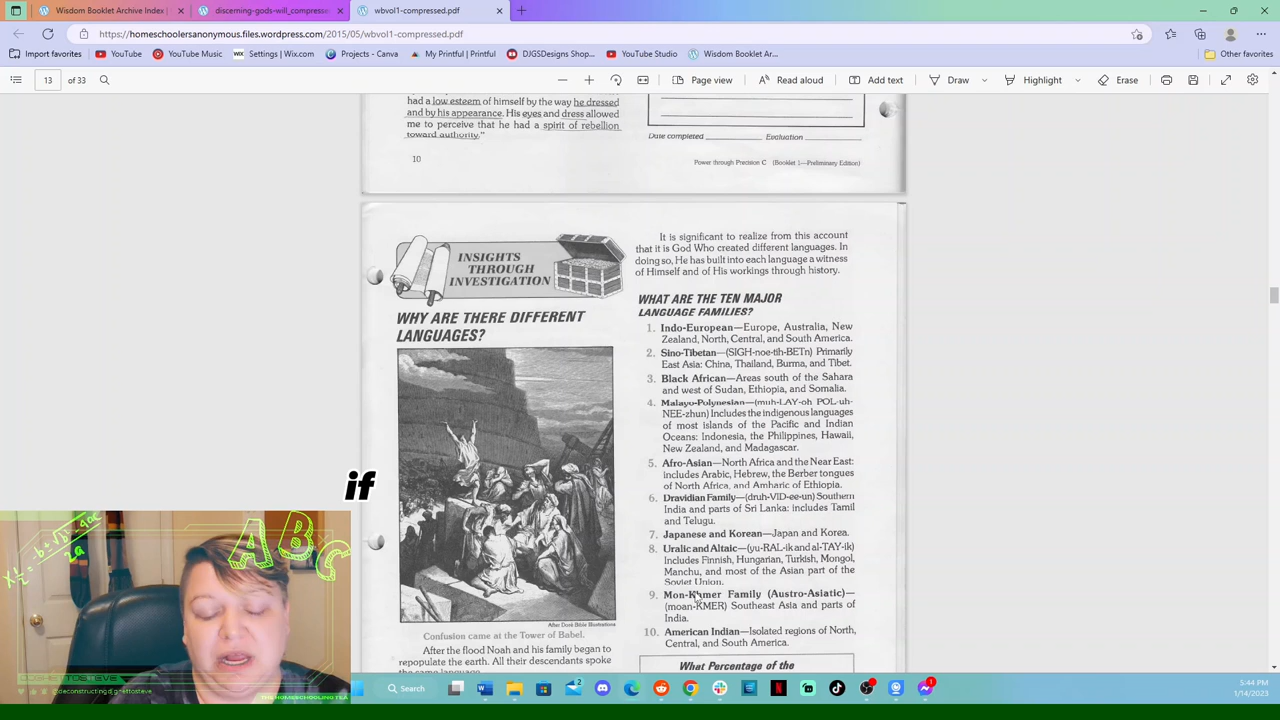 Wisdom Booklet Archive Index |
discerning-gods-will_compresse
wbvol1-compressed.pdf
https://homeschoolersanonymous.files.wordpress.com/2015/05/wbvol1-compressed.pdf
Import favorites
YouTube
YouTube Music
Settings | Wix.com
Projects - Canva
My Printful | Printful
DJGSDesigns Shop...
YouTube Studio
Wisdom Booklet Ar...
Other favorites
13
of 33
Page view
Read aloud
Add text
Draw
Highlight
Erase
had a low esteem of himself by the way he dressed
and by his appearance. His eyes and dress allowed
me to perceive that he had a spirit of rebellion
toward authority."
10
Date completed
Evaluation
Power through Precision C (Booklet 1—Preliminary Edition)
INSIGHTS
THROUGH
INVESTIGATION
WHY ARE THERE DIFFERENT
LANGUAGES?
After Doré Bible Illustrations
Confusion came at the Tower of Babel.
After the flood Noah and his family began to
repopulate the earth. All their descendants spoke
the same language.
It is significant to realize from this account
that it is God Who created different languages. In
doing so, He has built into each language a witness
of Himself and of His workings through history.
WHAT ARE THE TEN MAJOR
LANGUAGE FAMILIES?
1. Indo-European—Europe, Australia, New
Zealand, North, Central, and South America.
2. Sino-Tibetan—(SIGH-noe-tih-BETn) Primarily
East Asia: China, Thailand, Burma, and Tibet.
3. Black African—Areas south of the Sahara
and west of Sudan, Ethiopia, and Somalia.
4. Malayo-Polynesian—(muh-LAY-oh POL-uh-
NEE-zhun) Includes the indigenous languages
of most islands of the Pacific and Indian
Oceans: Indonesia, the Philippines, Hawaii,
New Zealand, and Madagascar.
5. Afro-Asian—North Africa and the Near East:
includes Arabic, Hebrew, the Berber tongues
of North Africa, and Amharic of Ethiopia.
6. Dravidian Family—(druh-VID-ee-un) Southern
India and parts of Sri Lanka: includes Tamil
and Telugu.
7. Japanese and Korean—Japan and Korea.
8. Uralic and Altaic—(yu-RAL-ik and al-TAY-ik)
Includes Finnish, Hungarian, Turkish, Mongol,
Manchu, and most of the Asian part of the
Soviet Union.
9. Mon-Khmer Family (Austro-Asiatic)—
(moan-KMER) Southeast Asia and parts of
India.
10. American Indian—Isolated regions of North,
Central, and South America.
What Percentage of the
if
ABC
@deconstructingdjghettosteve
Search
2
1
5:44 PM
1/14/2023